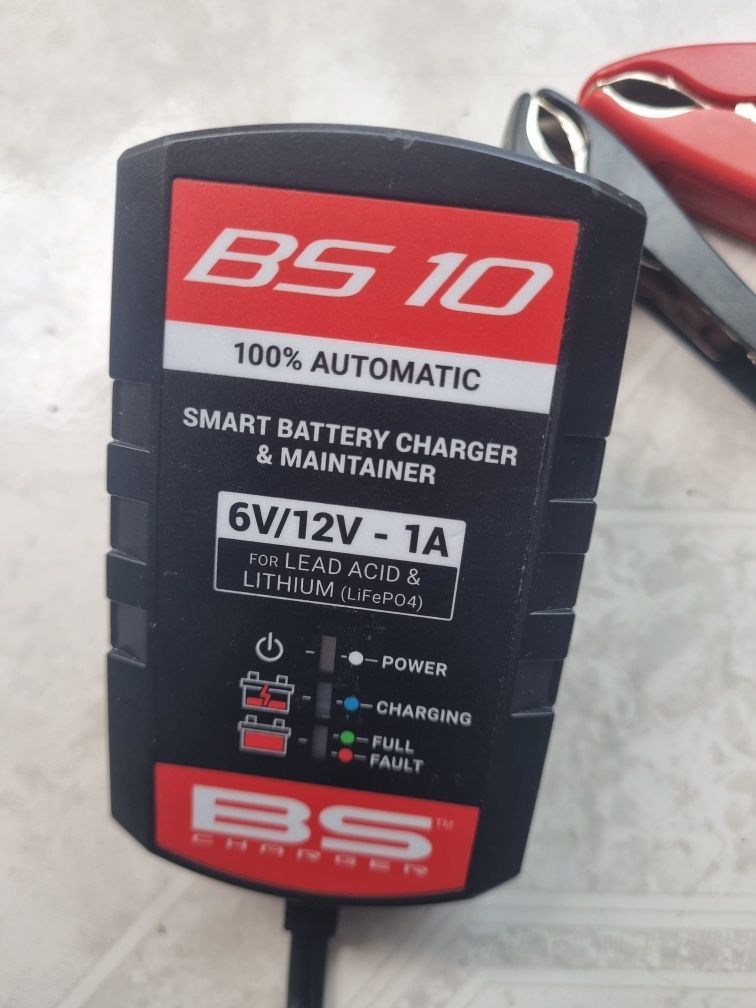 BS 10
100% AUTOMATIC
SMART BATTERY CHARGER
& MAINTAINER
6V/12V - 1A
FOR LEAD ACID &
LITHIUM (LiFePO4)
POWER
CHARGING
FULL
FAULT
BS™
CHARGER